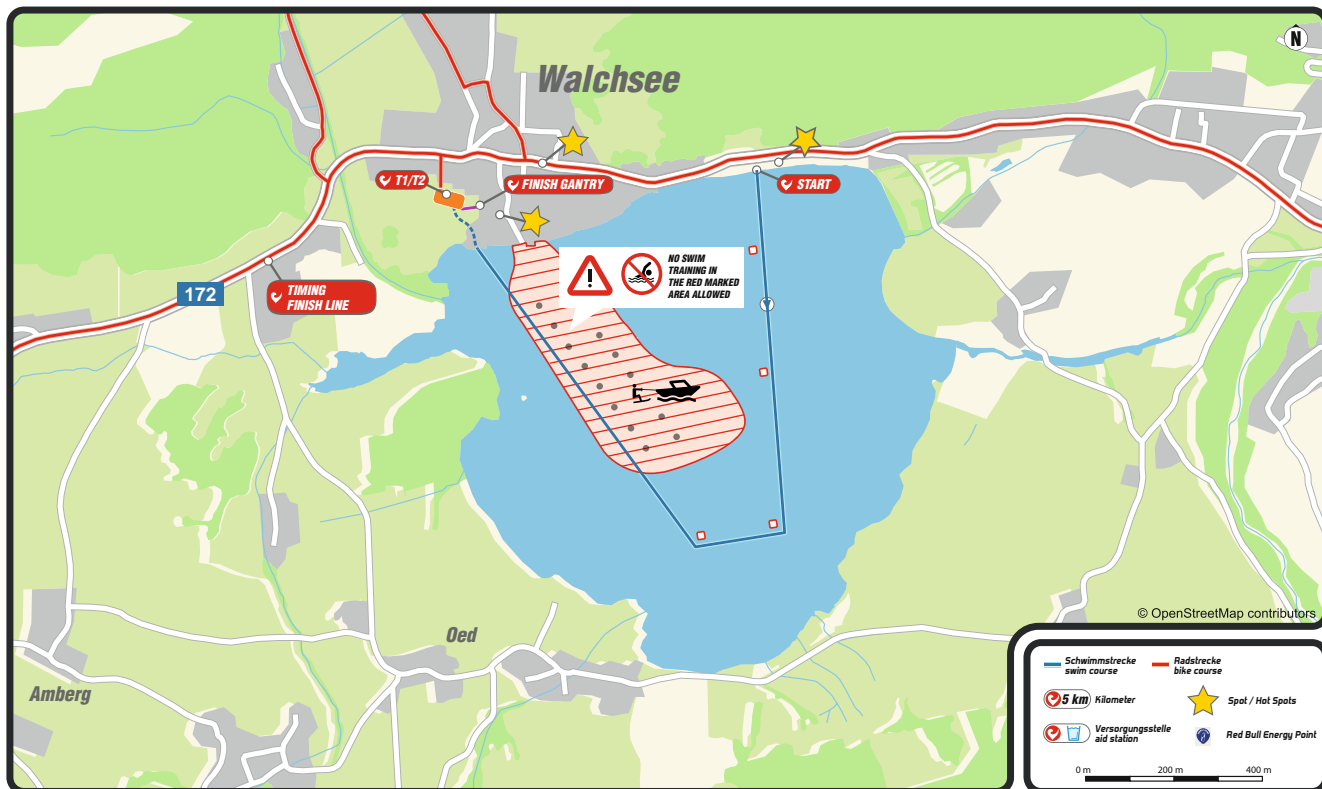 N
Walchsee
T1/T2
FINISH GANTRY
START
NO SWIM
TRAINING IN
THE RED MARKED
AREA ALLOWED
172
TIMING
FINISH LINE
© OpenStreetMap contributors
Oed
Amberg
Schwimmstrecke
swim course
Radstrecke
bike course
5 km Kilometer
Spot / Hot Spots
Versorgungsstelle
aid station
Red Bull Energy Point
0 m 200 m 400 m